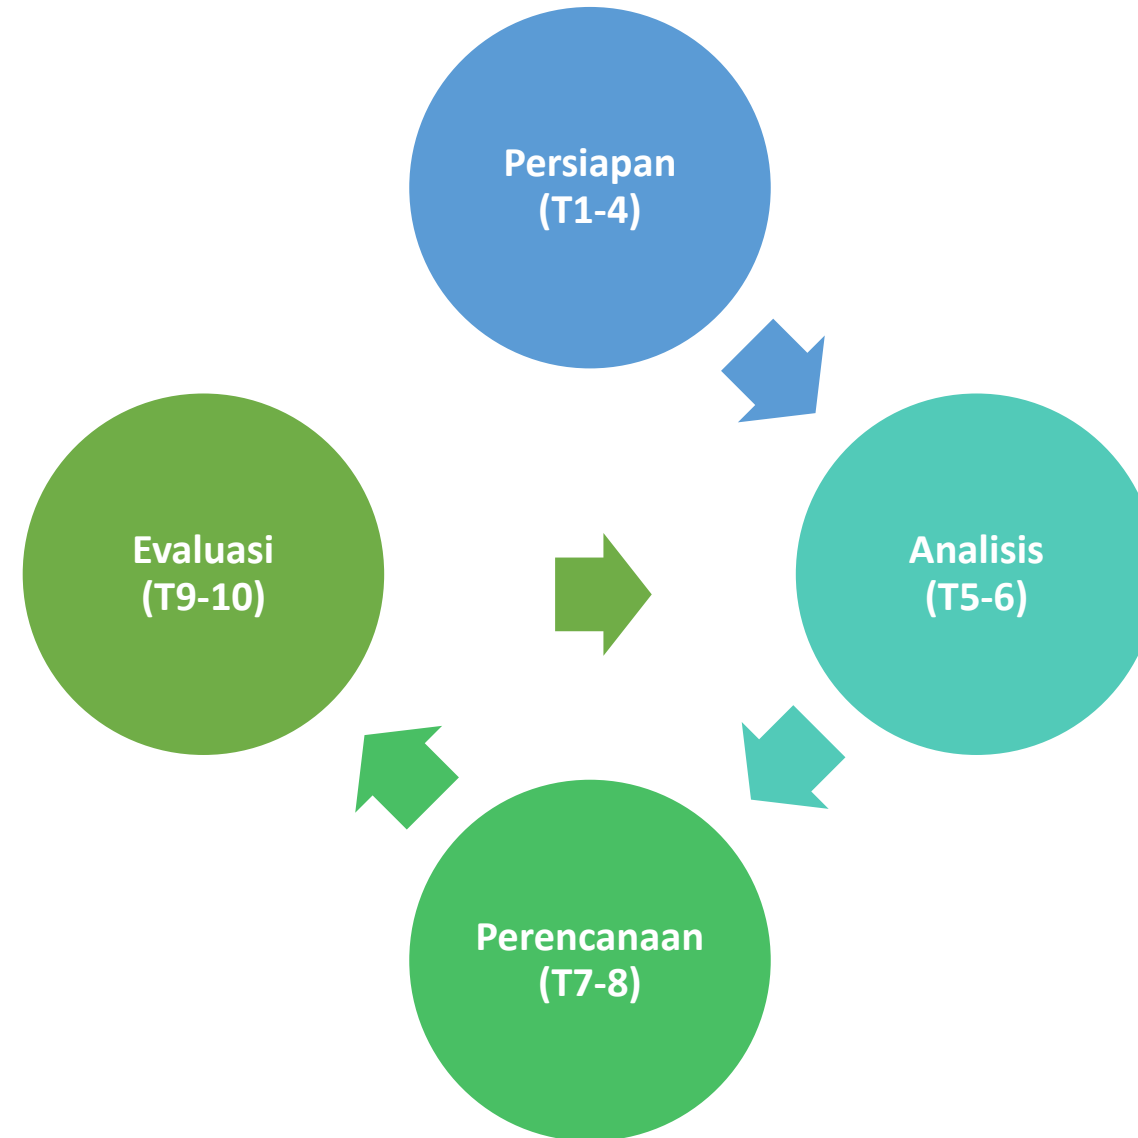 Persiapan
(T1-4)
Evaluasi
(T9-10)
Analisis
(T5-6)
Perencanaan
(T7-8)